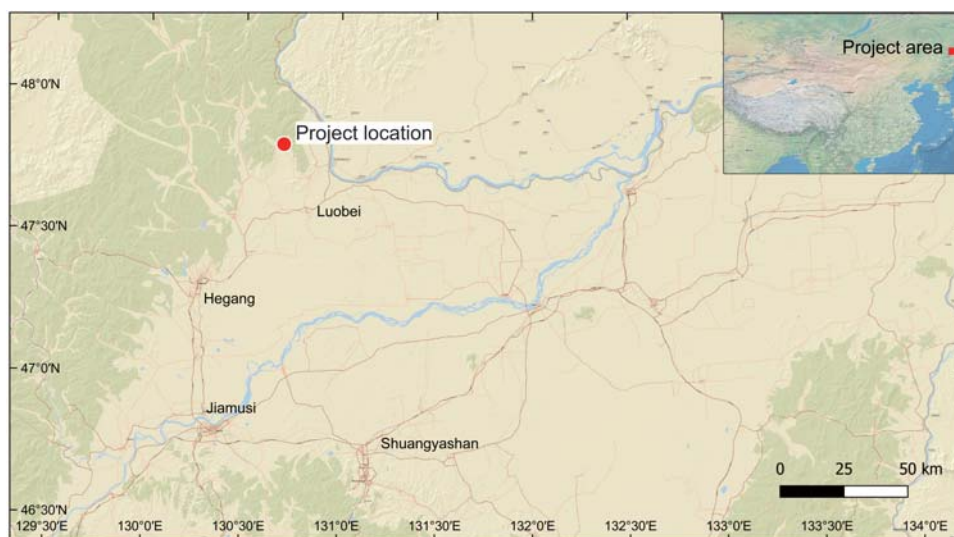 Project area
48°0'N
Project location
47°30'N
Luobei
Hegang
47°0'N
Jiamusi
Shuangyashan
0 25 50 km
46°30'N
129°30'E 130°0'E 130°30'E 131°0'E 131°30'E 132°0'E 132°30'E 133°0'E 133°30'E 134°0'E